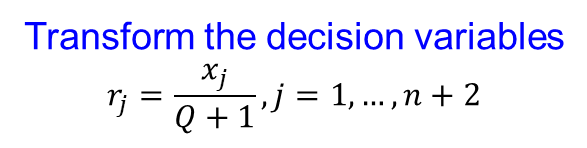 Transform the decision variables
r_j = x_j / (Q + 1), j = 1, ..., n + 2